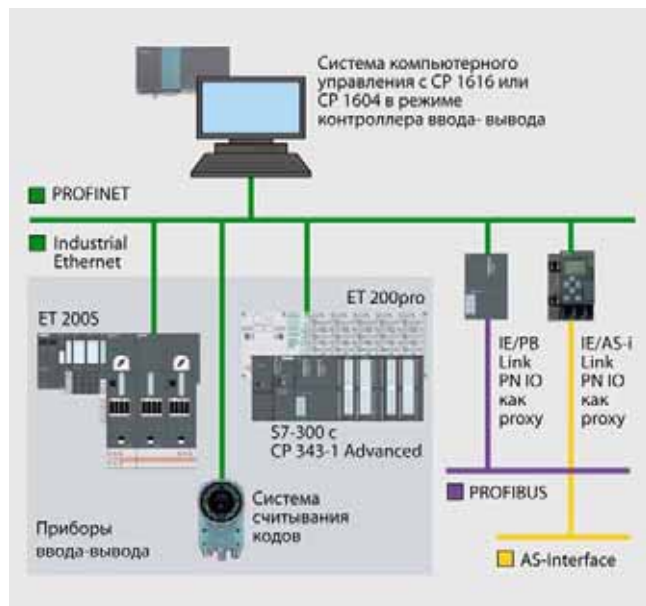 Система компьютерного
управления с CP 1616 или
CP 1604 в режиме
контроллера ввода- вывода
PROFINET
Industrial
Ethernet
ET 200S
ET 200pro
S7-300 с
CP 343-1 Advanced
Система
считывания
кодов
Приборы
ввода-вывода
IE/PB
Link
PN IO
как
proxy
IE/AS-i
Link
PN IO
как
proxy
PROFIBUS
AS-Interface